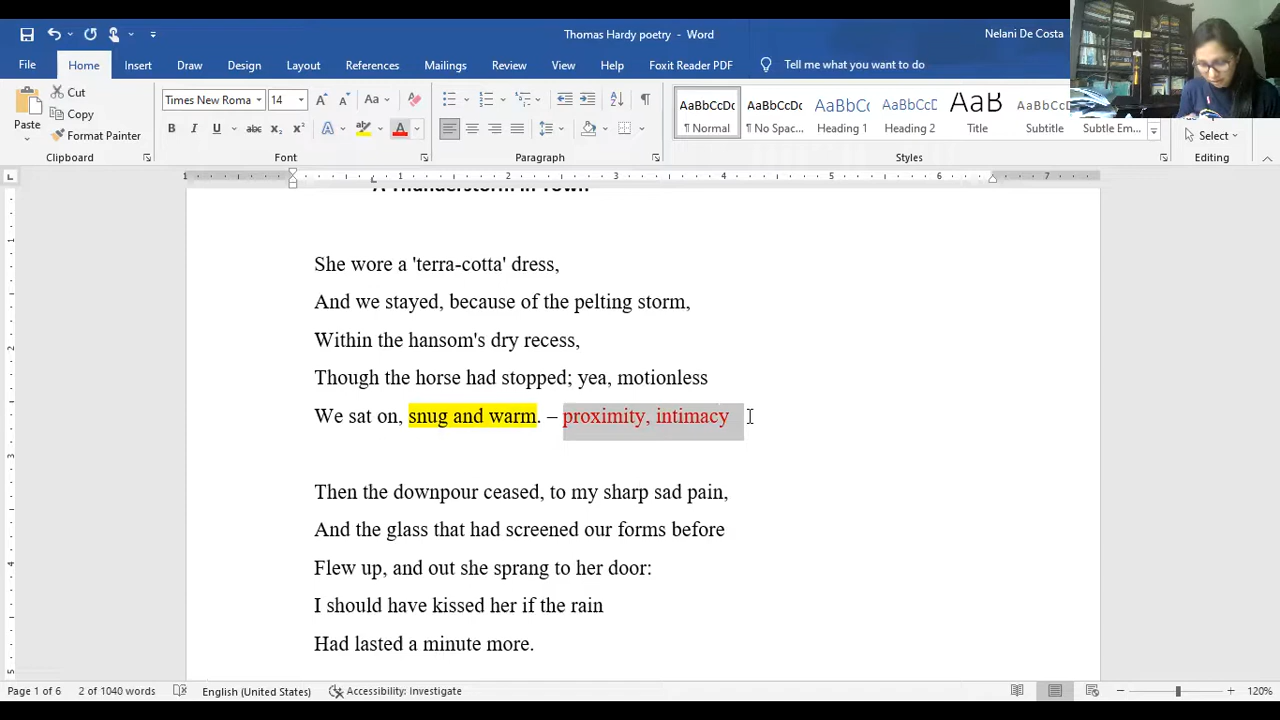 Thomas Hardy poetry - Word
Nelani De Costa
File Home Insert Draw Design Layout References Mailings Review View Help Foxit Reader PDF Tell me what you want to do
Paste
Cut
Copy
Format Painter
Clipboard
Times New Roma 14
Font
Paragraph
AaBbCcDc AaBbCcDc AaBbCc AaBbCcD AaB AaBbCcD
¶ Normal ¶ No Spac... Heading 1 Heading 2 Title Subtitle Subtle Em...
Styles
Select
Editing
A Thunderstorm in Town
She wore a 'terra-cotta' dress,
And we stayed, because of the pelting storm,
Within the hansom's dry recess,
Though the horse had stopped; yea, motionless
We sat on, snug and warm. – proximity, intimacy
Then the downpour ceased, to my sharp sad pain,
And the glass that had screened our forms before
Flew up, and out she sprang to her door:
I should have kissed her if the rain
Had lasted a minute more.
Page 1 of 6 2 of 1040 words English (United States) Accessibility: Investigate 120%